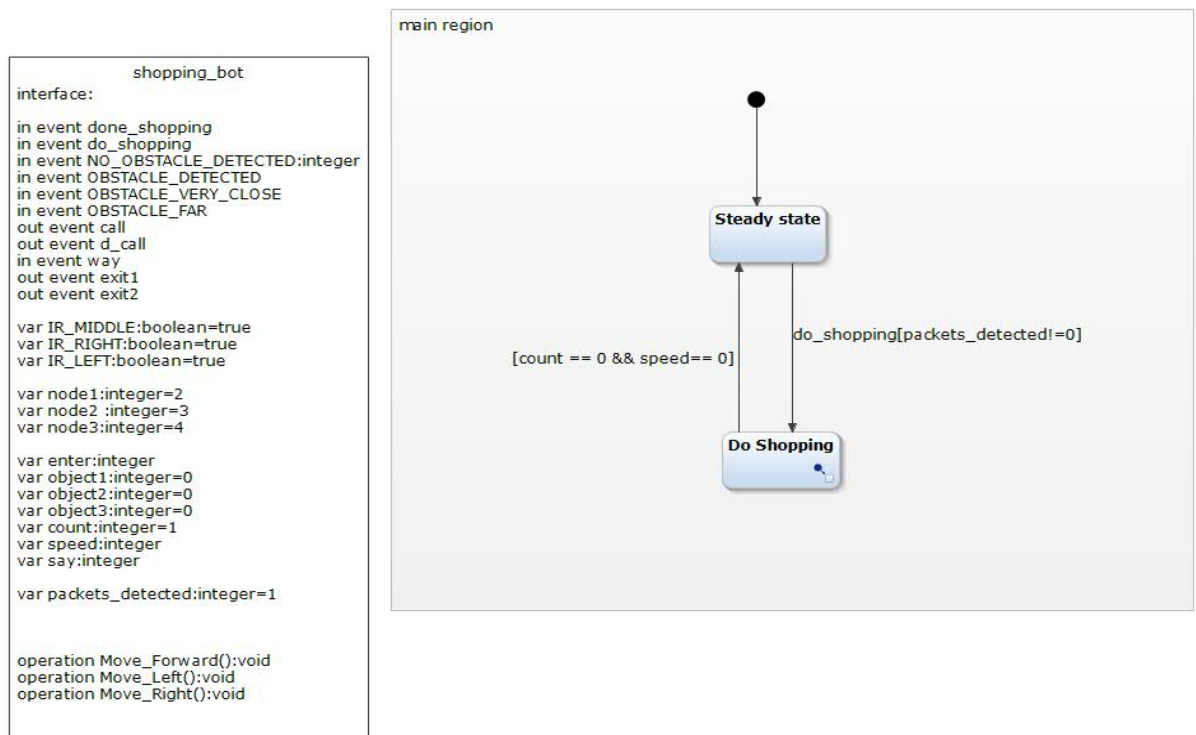 shopping_bot
interface:
in event done_shopping
in event do_shopping
in event NO_OBSTACLE_DETECTED:integer
in event OBSTACLE_DETECTED
in event OBSTACLE_VERY_CLOSE
in event OBSTACLE_FAR
out event call
out event d_call
in event way
out event exit1
out event exit2
var IR_MIDDLE:boolean=true
var IR_RIGHT:boolean=true
var IR_LEFT:boolean=true
var node1:integer=2
var node2 :integer=3
var node3:integer=4
var enter:integer
var object1:integer=0
var object2:integer=0
var object3:integer=0
var count:integer=1
var speed:integer
var say:integer
var packets_detected:integer=1
operation Move_Forward():void
operation Move_Left():void
operation Move_Right():void
main region
Steady state
do_shopping[packets_detected!=0]
[count == 0 && speed== 0]
Do Shopping